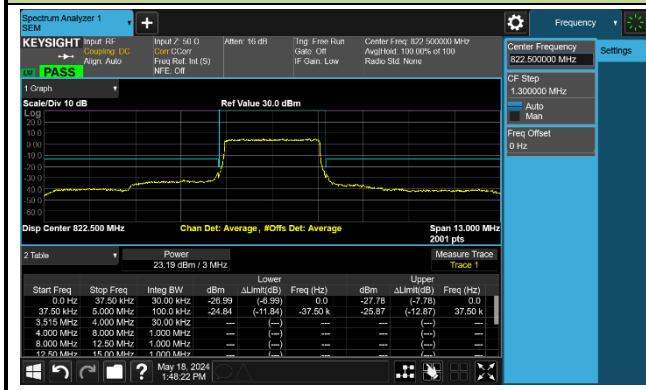 Spectrum Analyzer 1
SEM
+
Frequency
KEYSIGHT Input: RF Input Z: 50 Ω Atten: 16 dB Trig: Free Run Center Freq: 822.500000 MHz
Coupling: DC Corr CCorr Gate: Off Avg|Hold: 100.00% of 100
Align: Auto Freq Ref: Int (S) IF Gain: Low Radio Std: None
NFE: Off
PASS
Center Frequency
822.500000 MHz
Settings
CF Step
1.300000 MHz
Auto
Man
Freq Offset
0 Hz
1 Graph
Scale/Div 10 dB Ref Value 30.0 dBm
Log
20.0
10.0
0.00
-10.0
-20.0
-30.0
-40.0
-50.0
-60.0
Disp Center 822.500 MHz Chan Det: Average, #Offs Det: Average Span 13.000 MHz
2001 pts
2 Table Power Measure Trace
23.19 dBm / 3 MHz Trace 1
Lower Upper
Start Freq Stop Freq Integ BW dBm ΔLimit(dB) Freq (Hz) dBm ΔLimit(dB) Freq (Hz)
0.0 Hz 37.50 kHz 30.00 kHz -26.99 (-6.99) 0.0 -27.78 (-7.78) 0.0
37.50 kHz 5.000 MHz 100.0 kHz -24.84 (-11.84) -37.50 k -25.87 (-12.87) 37.50 k
3.515 MHz 4.000 MHz 30.00 kHz --- (---) --- (---)
4.000 MHz 8.000 MHz 1.000 MHz --- (---) --- (---)
8.000 MHz 12.50 MHz 1.000 MHz --- (---) --- (---)
12.50 MHz 15.00 MHz 1.000 MHz --- (---) --- (---)
? May 18, 2024
1:48:22 PM